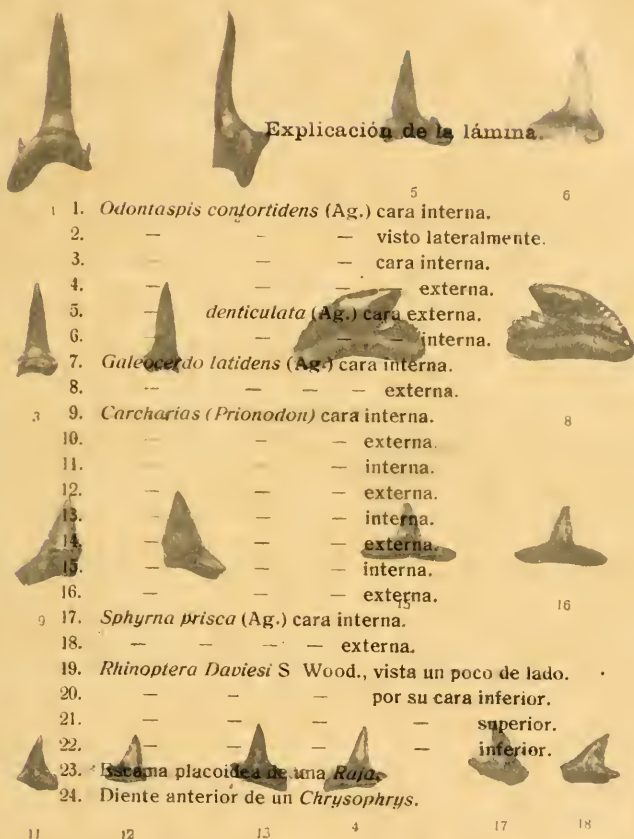 Explicación de la lámina.
5 6
1 1. Odontaspis contortidens (Ag.) cara interna.
2. — — — visto lateralmente.
3. — — — cara interna.
4. — — — externa.
5. — denticulata (Ag.) cara externa.
6. — — — — interna.
7. Galeocerdo latidens (Ag.) cara interna.
8. — — — — externa.
3 9. Carcharias (Prionodon) cara interna. 8
10. — — — externa.
11. — — — interna.
12. — — — externa.
13. — — — interna.
14. — — — externa.
15. — — — interna.
16. — — — externa.
15 16
9 17. Sphyrna prisca (Ag.) cara interna.
18. — — — — externa.
19. Rhinoptera Daviesi S Wood., vista un poco de lado.
20. — — — por su cara inferior.
21. — — — — superior.
22. — — — — inferior.
23. Escama placoidea de una Raja.
24. Diente anterior de un Chrysophrys.
11 12 13 4 17 18